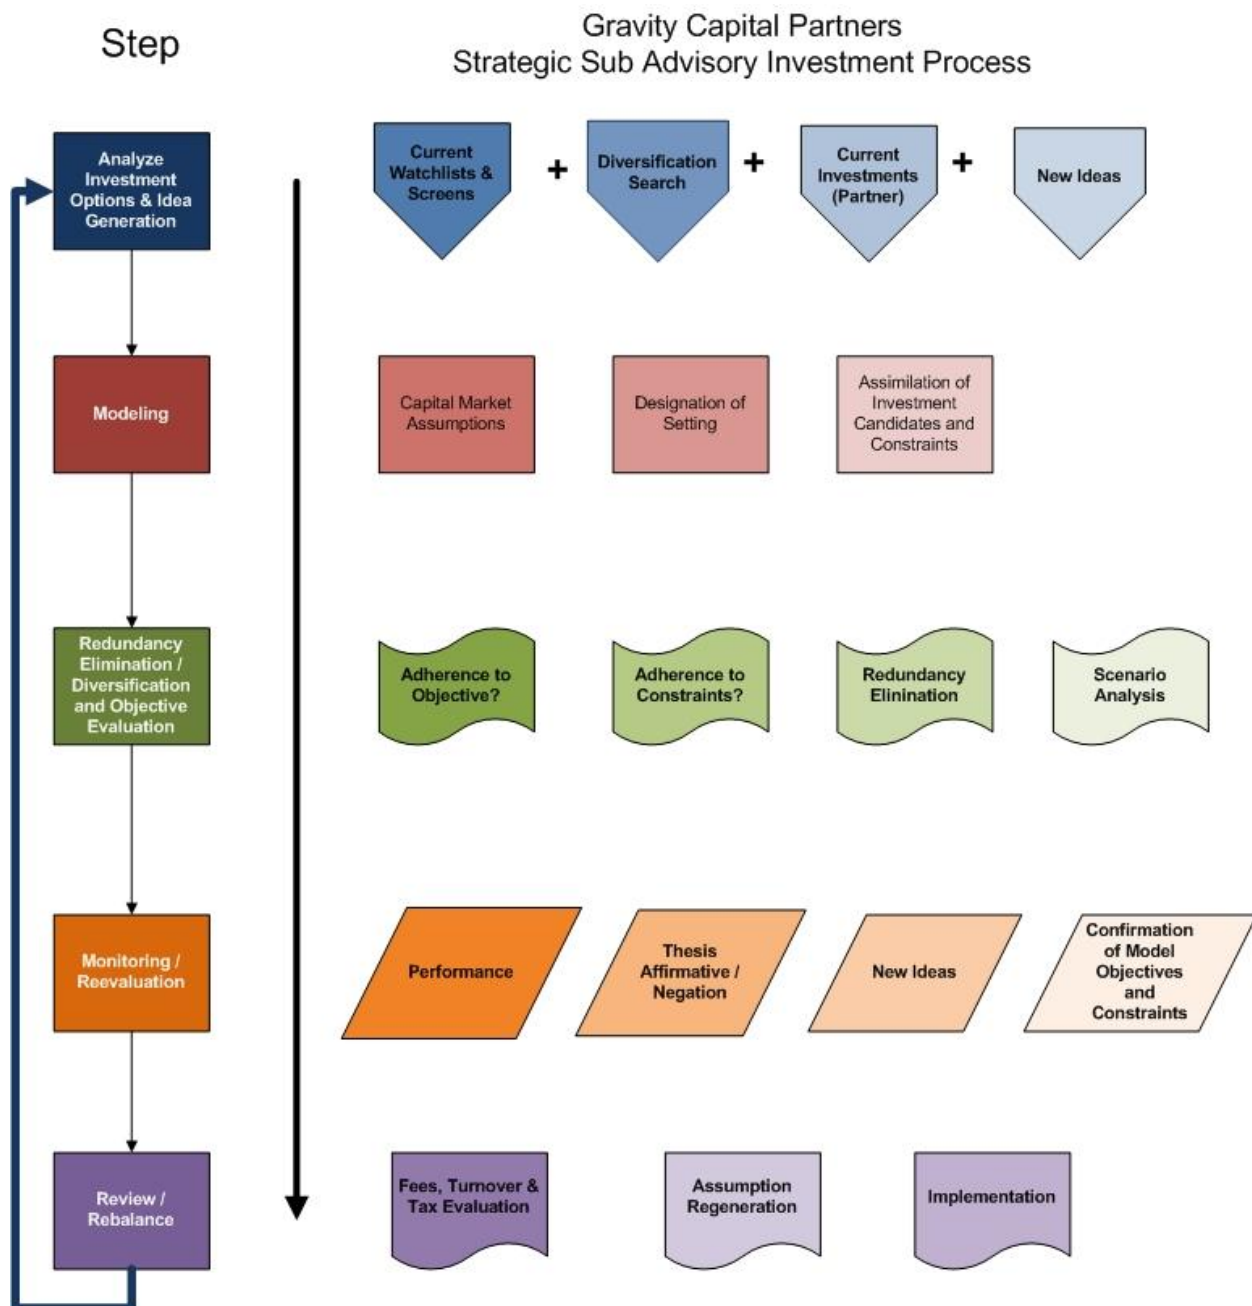 Step
Gravity Capital Partners
Strategic Sub Advisory Investment Process
Analyze
Investment
Options & Idea
Generation
Current
Watchlists &
Screens
+
Diversification
Search
+
Current
Investments
(Partner)
+
New Ideas
Modeling
Capital Market
Assumptions
Designation of
Setting
Assimilation of
Investment
Candidates and
Constraints
Redundancy
Elimination /
Diversification
and Objective
Evaluation
Adherence to
Objective?
Adherence to
Constraints?
Redundancy
Elinination
Scenario
Analysis
Monitoring /
Reevaluation
Performance
Thesis
Affirmative /
Negation
New Ideas
Confirmation
of Model
Objectives
and
Constraints
Review /
Rebalance
Fees, Turnover &
Tax Evaluation
Assumption
Regeneration
Implementation